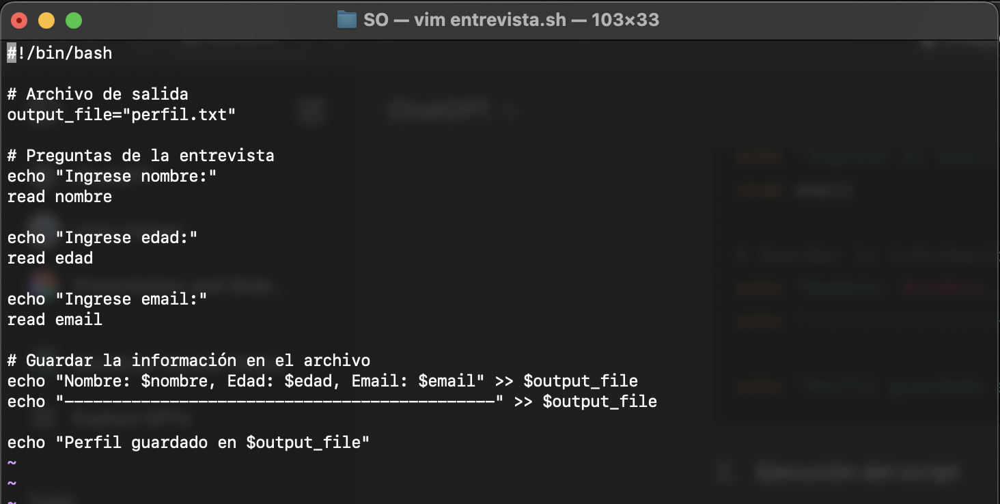 SO — vim entrevista.sh — 103×33
#!/bin/bash
# Archivo de salida
output_file="perfil.txt"
# Preguntas de la entrevista
echo "Ingrese nombre:"
read nombre
echo "Ingrese edad:"
read edad
echo "Ingrese email:"
read email
# Guardar la información en el archivo
echo "Nombre: $nombre, Edad: $edad, Email: $email" >> $output_file
echo "---------------------------------------------" >> $output_file
echo "Perfil guardado en $output_file"
~
~
~